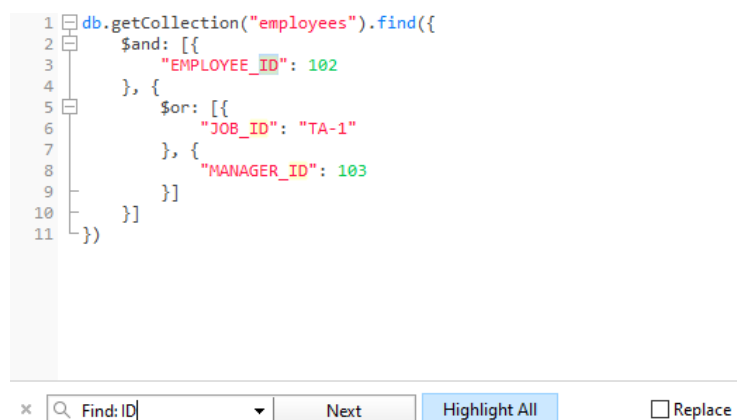 1 db.getCollection("employees").find({
2 $and: [{
3 "EMPLOYEE_ID": 102
4 }, {
5 $or: [{
6 "JOB_ID": "TA-1"
7 }, {
8 "MANAGER_ID": 103
9 }]
10 }]
11 })
× Find: ID Next Highlight All Replace